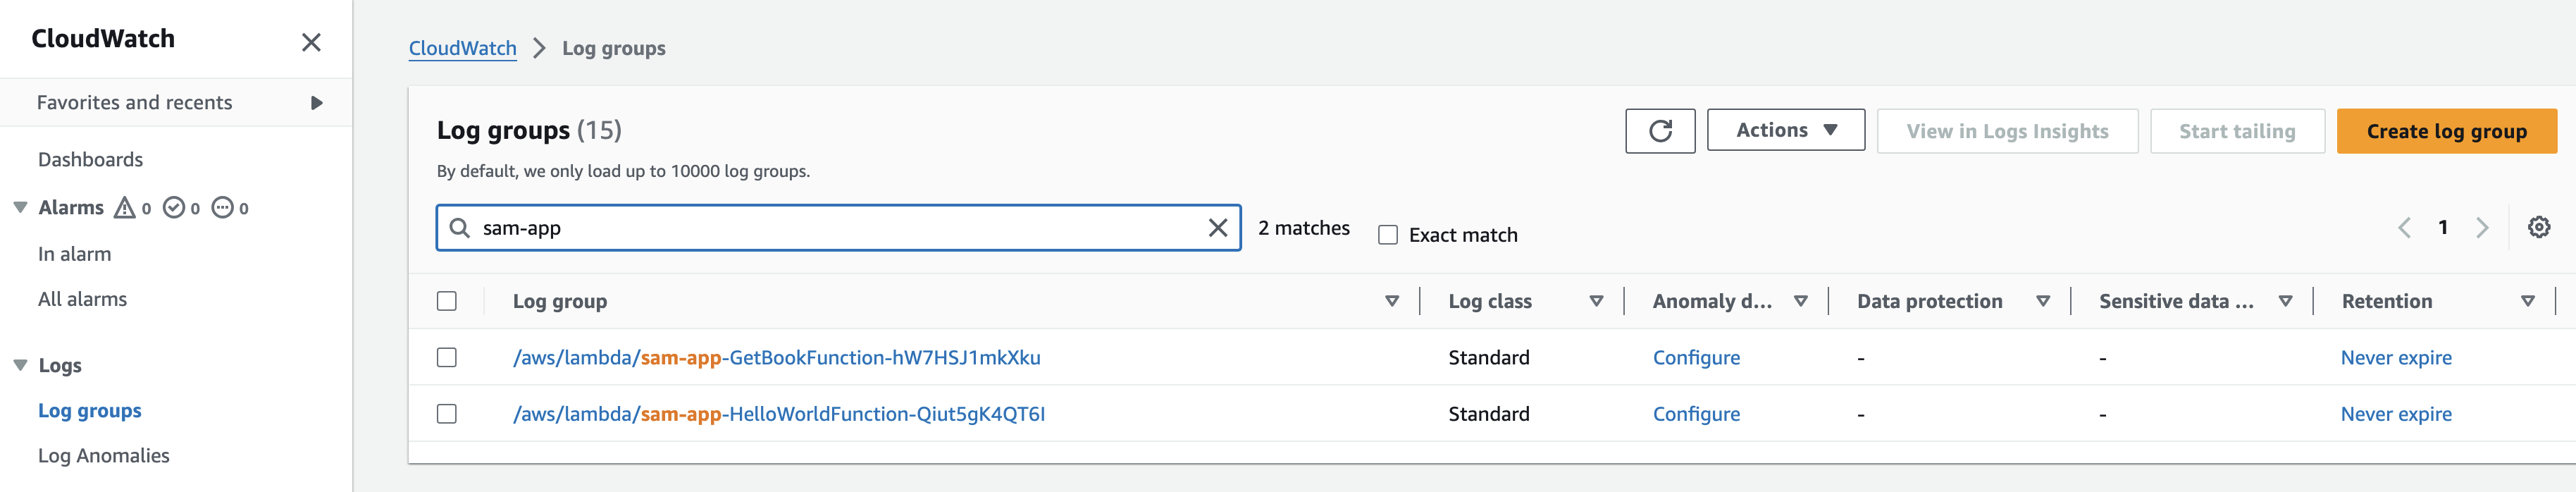 CloudWatch
Favorites and recents
Dashboards
Alarms 0 0 0
In alarm
All alarms
Logs
Log groups
Log Anomalies
CloudWatch > Log groups
Log groups (15)
By default, we only load up to 10000 log groups.
Actions View in Logs Insights Start tailing Create log group
sam-app 2 matches Exact match 1
Log group Log class Anomaly d... Data protection Sensitive data ... Retention
/aws/lambda/sam-app-GetBookFunction-hW7HSJ1mkXku Standard Configure - - Never expire
/aws/lambda/sam-app-HelloWorldFunction-Qiut5gK4QT6I Standard Configure - - Never expire